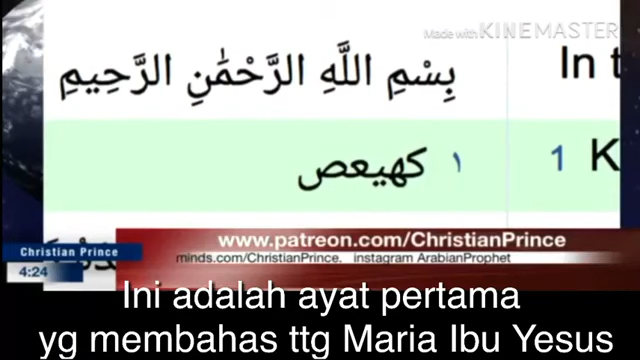 Made with KINEMASTER
بِسْمِ اللَّهِ الرَّحْمَٰنِ الرَّحِيمِ
In t
١ كهيعص
1 K
www.patreon.com/ChristianPrince
minds.com/ChristianPrince. instagram ArabianProphet
Christian Prince
4:24
Ini adalah ayat pertama
yg membahas ttg Maria Ibu Yesus